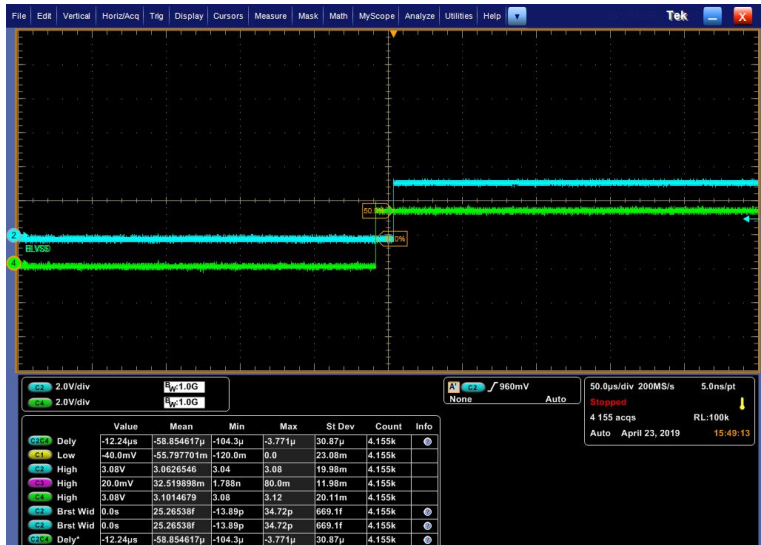 File Edit Vertical Horiz/Acq Trig Display Cursors Measure Mask Math MyScope Analyze Utilities Help Tek X
2
ELVSS
4
C2 2.0V/div BW:1.0G
C4 2.0V/div BW:1.0G
A' C2 960mV
None Auto
50.0µs/div 200MS/s 5.0ns/pt
Stopped
4 155 acqs RL:100k
Auto April 23, 2019 15:49:13
Value Mean Min Max St Dev Count Info
C2C4 Dely -12.24µs -58.854617µ -104.3µ -3.771µ 30.87µ 4.155k
C1 Low -40.0mV -55.797701m -120.0m 0.0 23.08m 4.155k
C2 High 3.08V 3.0626546 3.04 3.08 19.98m 4.155k
C3 High 20.0mV 32.519898m 1.788n 80.0m 11.98m 4.155k
C4 High 3.08V 3.1014679 3.08 3.12 20.11m 4.155k
C2 Brst Wid 0.0s 25.26538f -13.89p 34.72p 669.1f 4.155k
C2 Brst Wid 0.0s 25.26538f -13.89p 34.72p 669.1f 4.155k
C2C4 Dely* -12.24µs -58.854617µ -104.3µ -3.771µ 30.87µ 4.155k